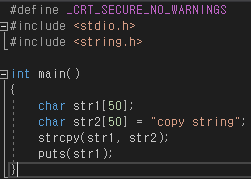 #define _CRT_SECURE_NO_WARNINGS
#include <stdio.h>
#include <string.h>
int main()
{
char str1[50];
char str2[50] = "copy string";
strcpy(str1, str2);
puts(str1);
}